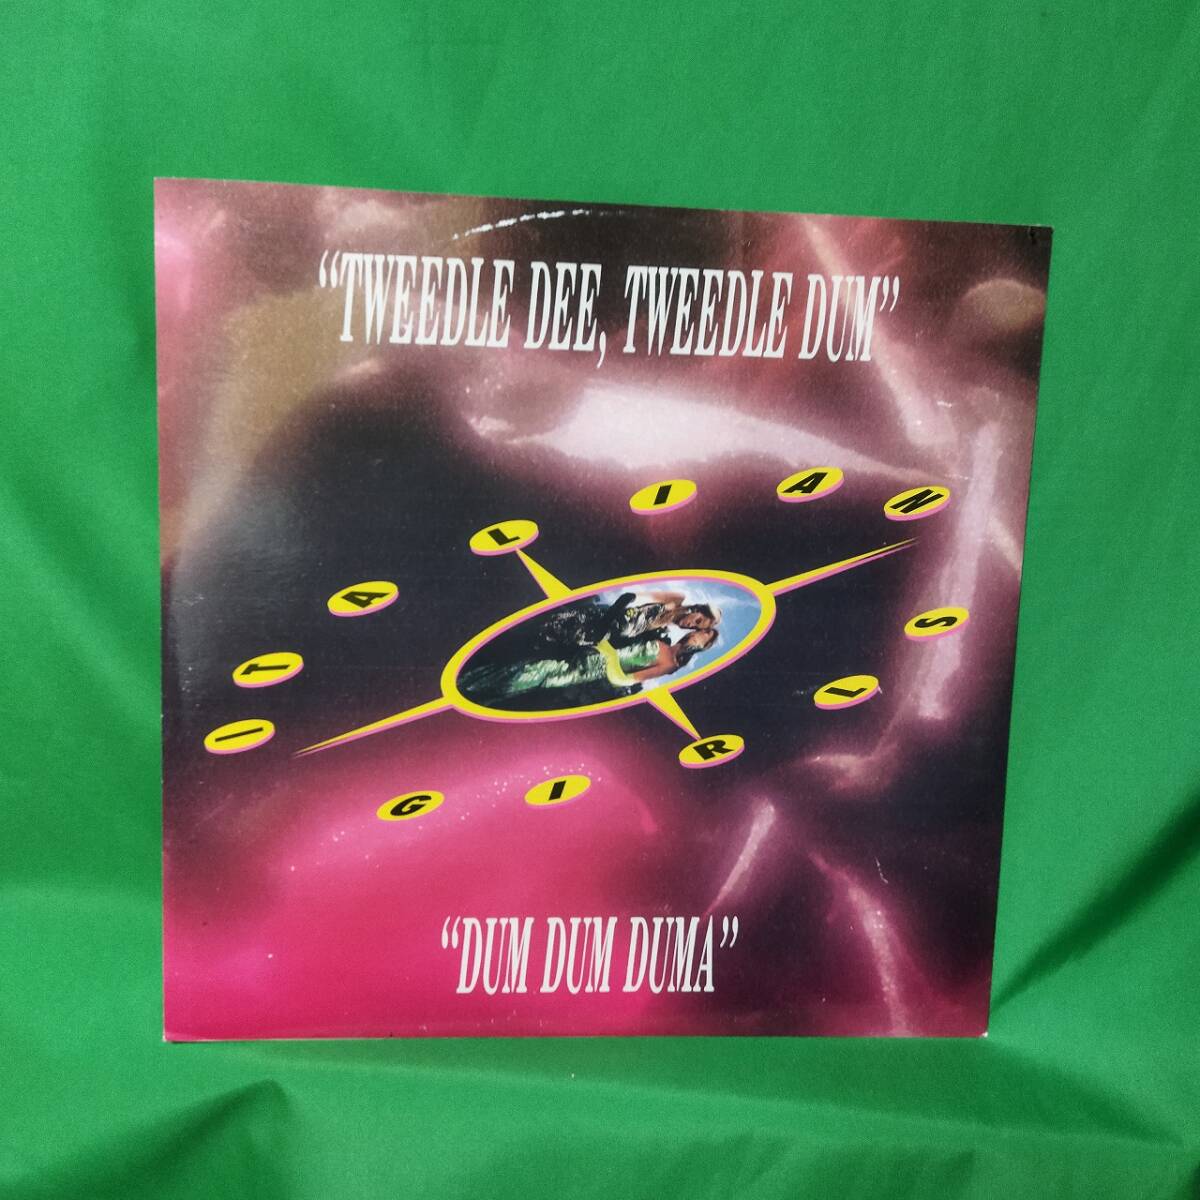 “TWEEDLE DEE, TWEEDLE DUM”
ITALIAN
GIRLS
“DUM DUM DUMA”